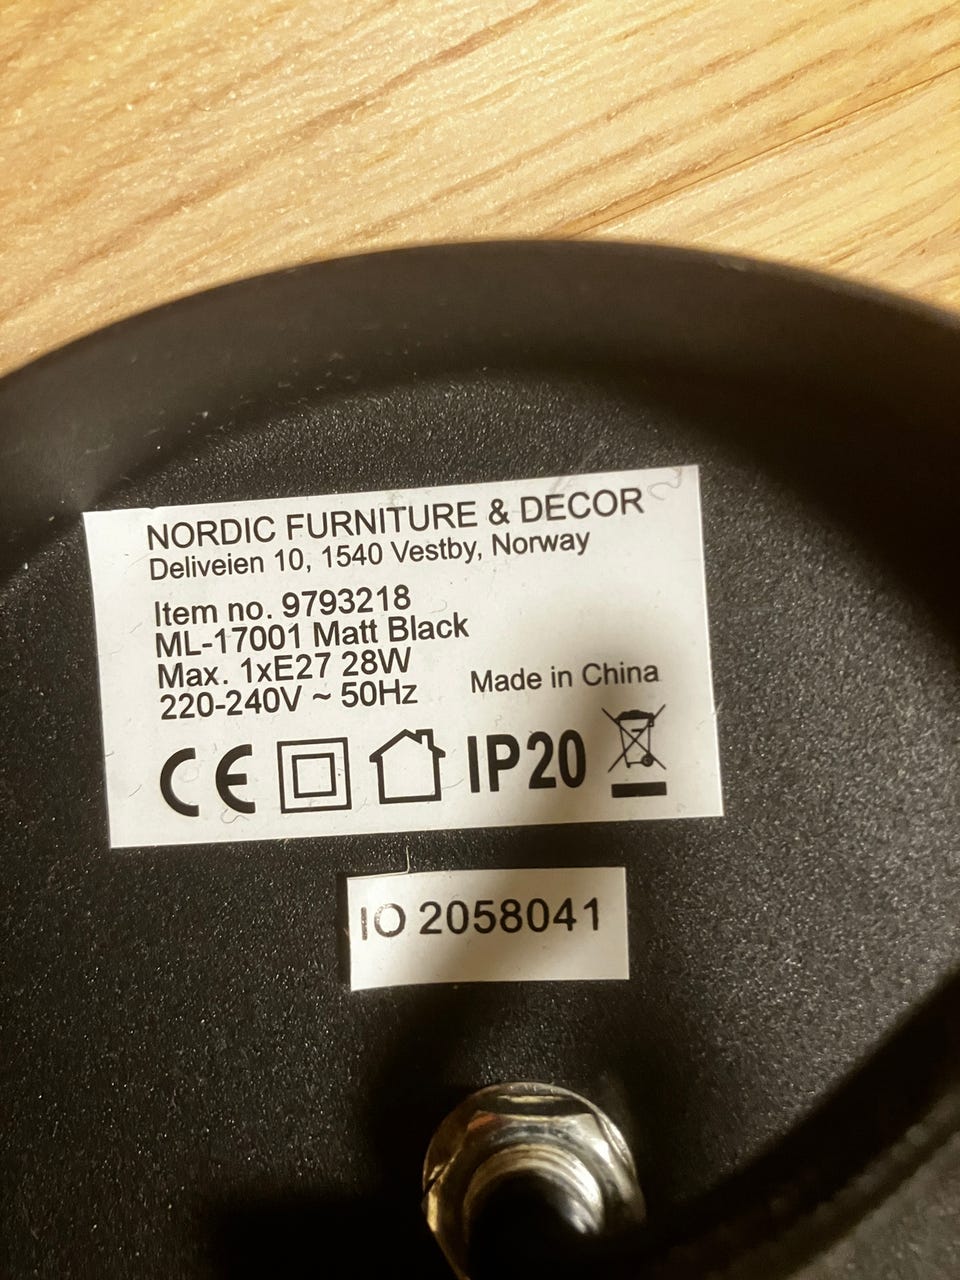 NORDIC FURNITURE & DECOR
Deliveien 10, 1540 Vestby, Norway
Item no. 9793218
ML-17001 Matt Black
Max. 1xE27 28W
220-240V ~ 50Hz
Made in China
CE IP20
IO 2058041